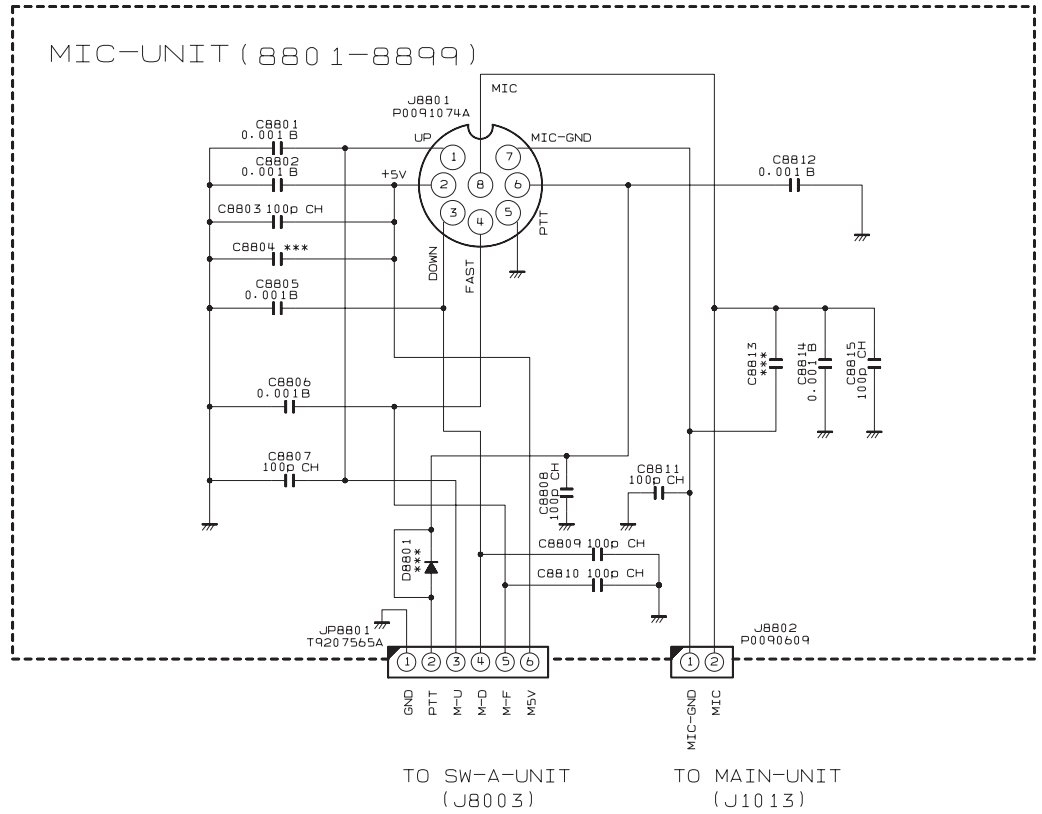 MIC-UNIT(8801-8899)
MIC
J8801
P0091074A
UP
MIC-GND
C8801
0.001 B
C8802
0.001 B
+5V
C8803 100p CH
C8804 ***
C8805
0.001B
1
2
3
4
5
6
7
8
PTT
DOWN
FAST
C8812
0.001 B
C8813
***
C8814
0.001 B
C8815
100p CH
C8806
0.001B
C8807
100p CH
C8808
100p CH
C8811
100p CH
C8809 100p CH
C8810 100p CH
D8801
***
JP8801
T9207565A
1 2 3 4 5 6
GND
PTT
M-U
M-D
M-F
M5V
J8802
P0090609
1 2
MIC-GND
MIC
TO SW-A-UNIT
(J8003)
TO MAIN-UNIT
(J1013)